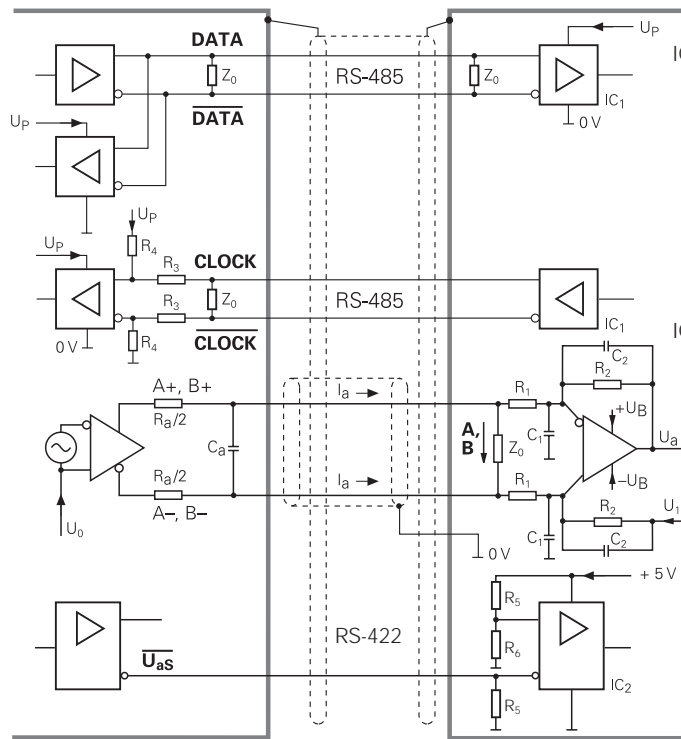 DATA
U_P
Z_0
RS-485
Z_0
IC_1
DATA
0 V
U_P
U_P
U_P
R_4
R_3
CLOCK
R_3
Z_0
RS-485
IC_1
0 V
R_4
CLOCK
C_2
R_2
A+, B+
I_a
R_1
+U_B
R_a/2
C_1
A,
B
U_a
C_a
Z_0
R_a/2
I_a
R_1
-U_B
A-, B-
R_2
U_1
U_0
C_1
C_2
0 V
+ 5 V
R_5
RS-422
U_aS
R_6
IC_2
R_5